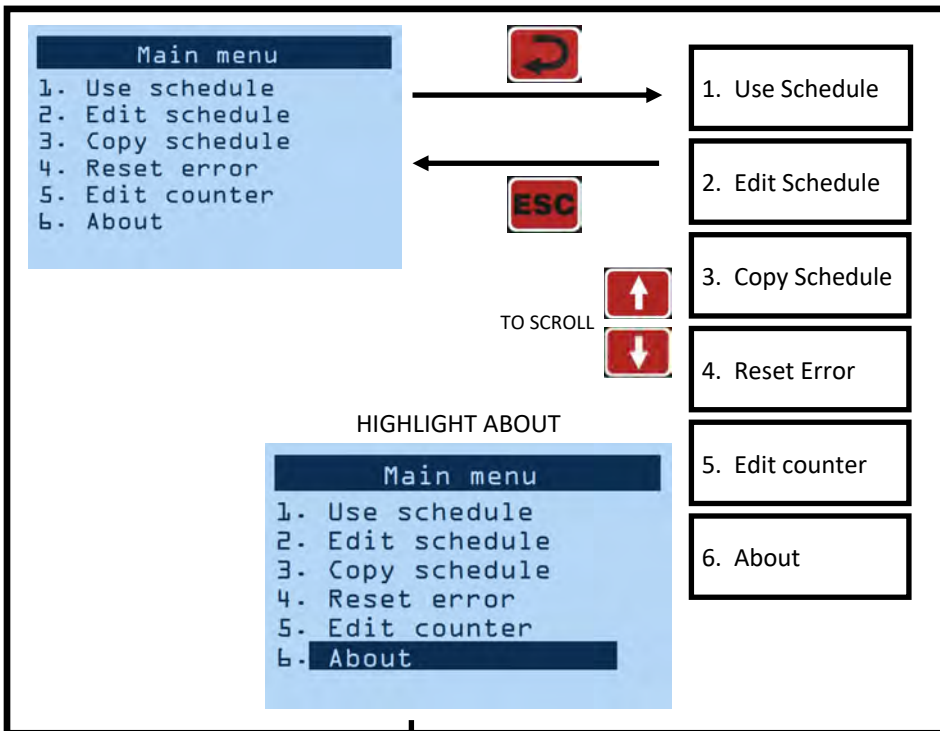 Main menu
1. Use schedule
2. Edit schedule
3. Copy schedule
4. Reset error
5. Edit counter
6. About
ESC
TO SCROLL
1. Use Schedule
2. Edit Schedule
3. Copy Schedule
4. Reset Error
5. Edit counter
6. About
HIGHLIGHT ABOUT
Main menu
1. Use schedule
2. Edit schedule
3. Copy schedule
4. Reset error
5. Edit counter
6. About